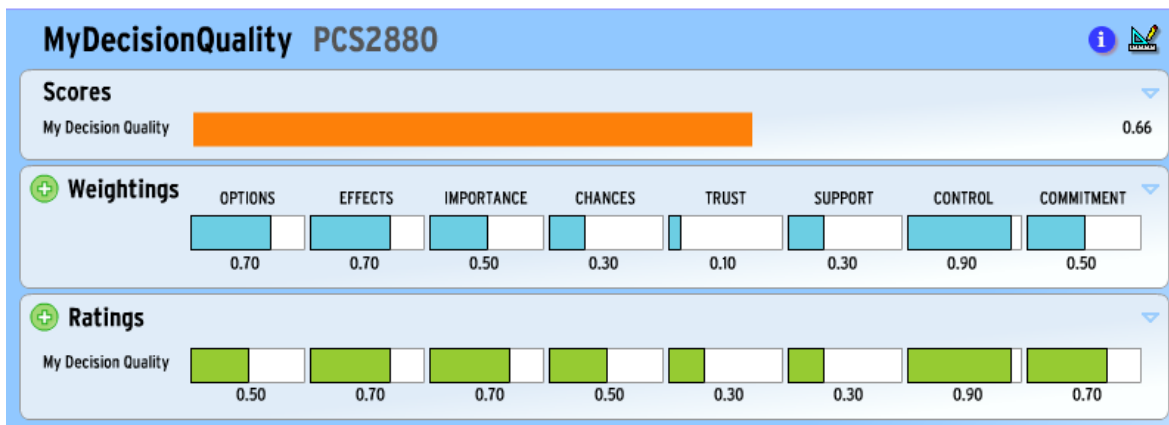 MyDecisionQuality PCS2880
Scores
My Decision Quality 0.66
Weightings OPTIONS EFFECTS IMPORTANCE CHANCES TRUST SUPPORT CONTROL COMMITMENT
0.70 0.70 0.50 0.30 0.10 0.30 0.90 0.50
Ratings
My Decision Quality
0.50 0.70 0.70 0.50 0.30 0.30 0.90 0.70